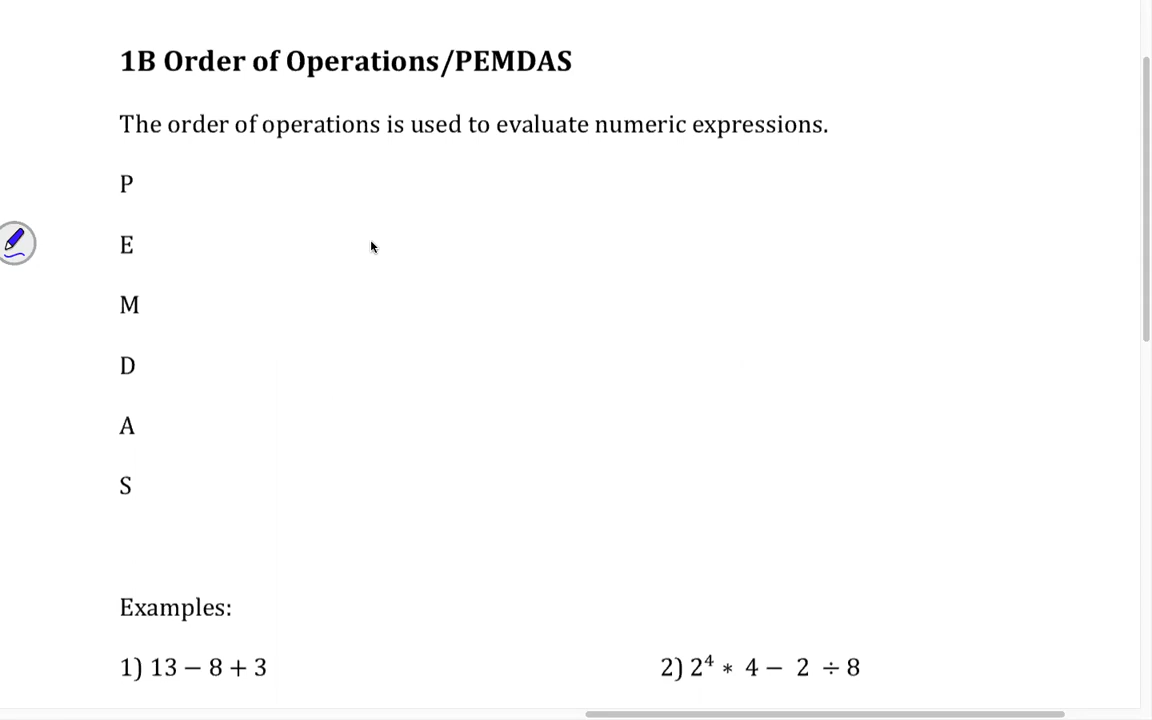 1B Order of Operations/PEMDAS
The order of operations is used to evaluate numeric expressions.
P
E
M
D
A
S
Examples:
1) 13 − 8 + 3
2) 2⁴ ∗ 4 − 2 ÷ 8